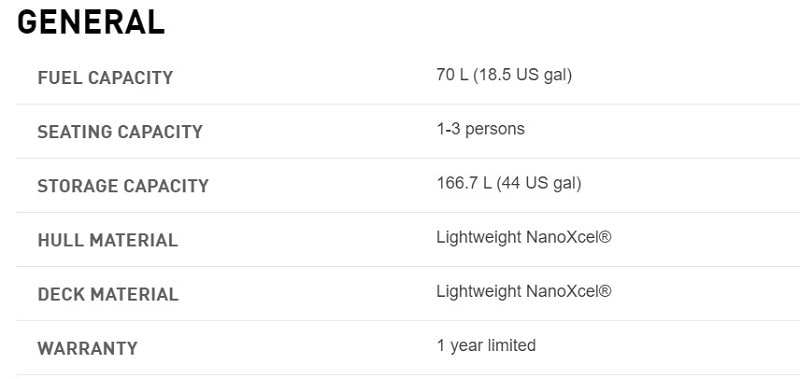 GENERAL
FUEL CAPACITY 70 L (18.5 US gal)
SEATING CAPACITY 1-3 persons
STORAGE CAPACITY 166.7 L (44 US gal)
HULL MATERIAL Lightweight NanoXcel®
DECK MATERIAL Lightweight NanoXcel®
WARRANTY 1 year limited